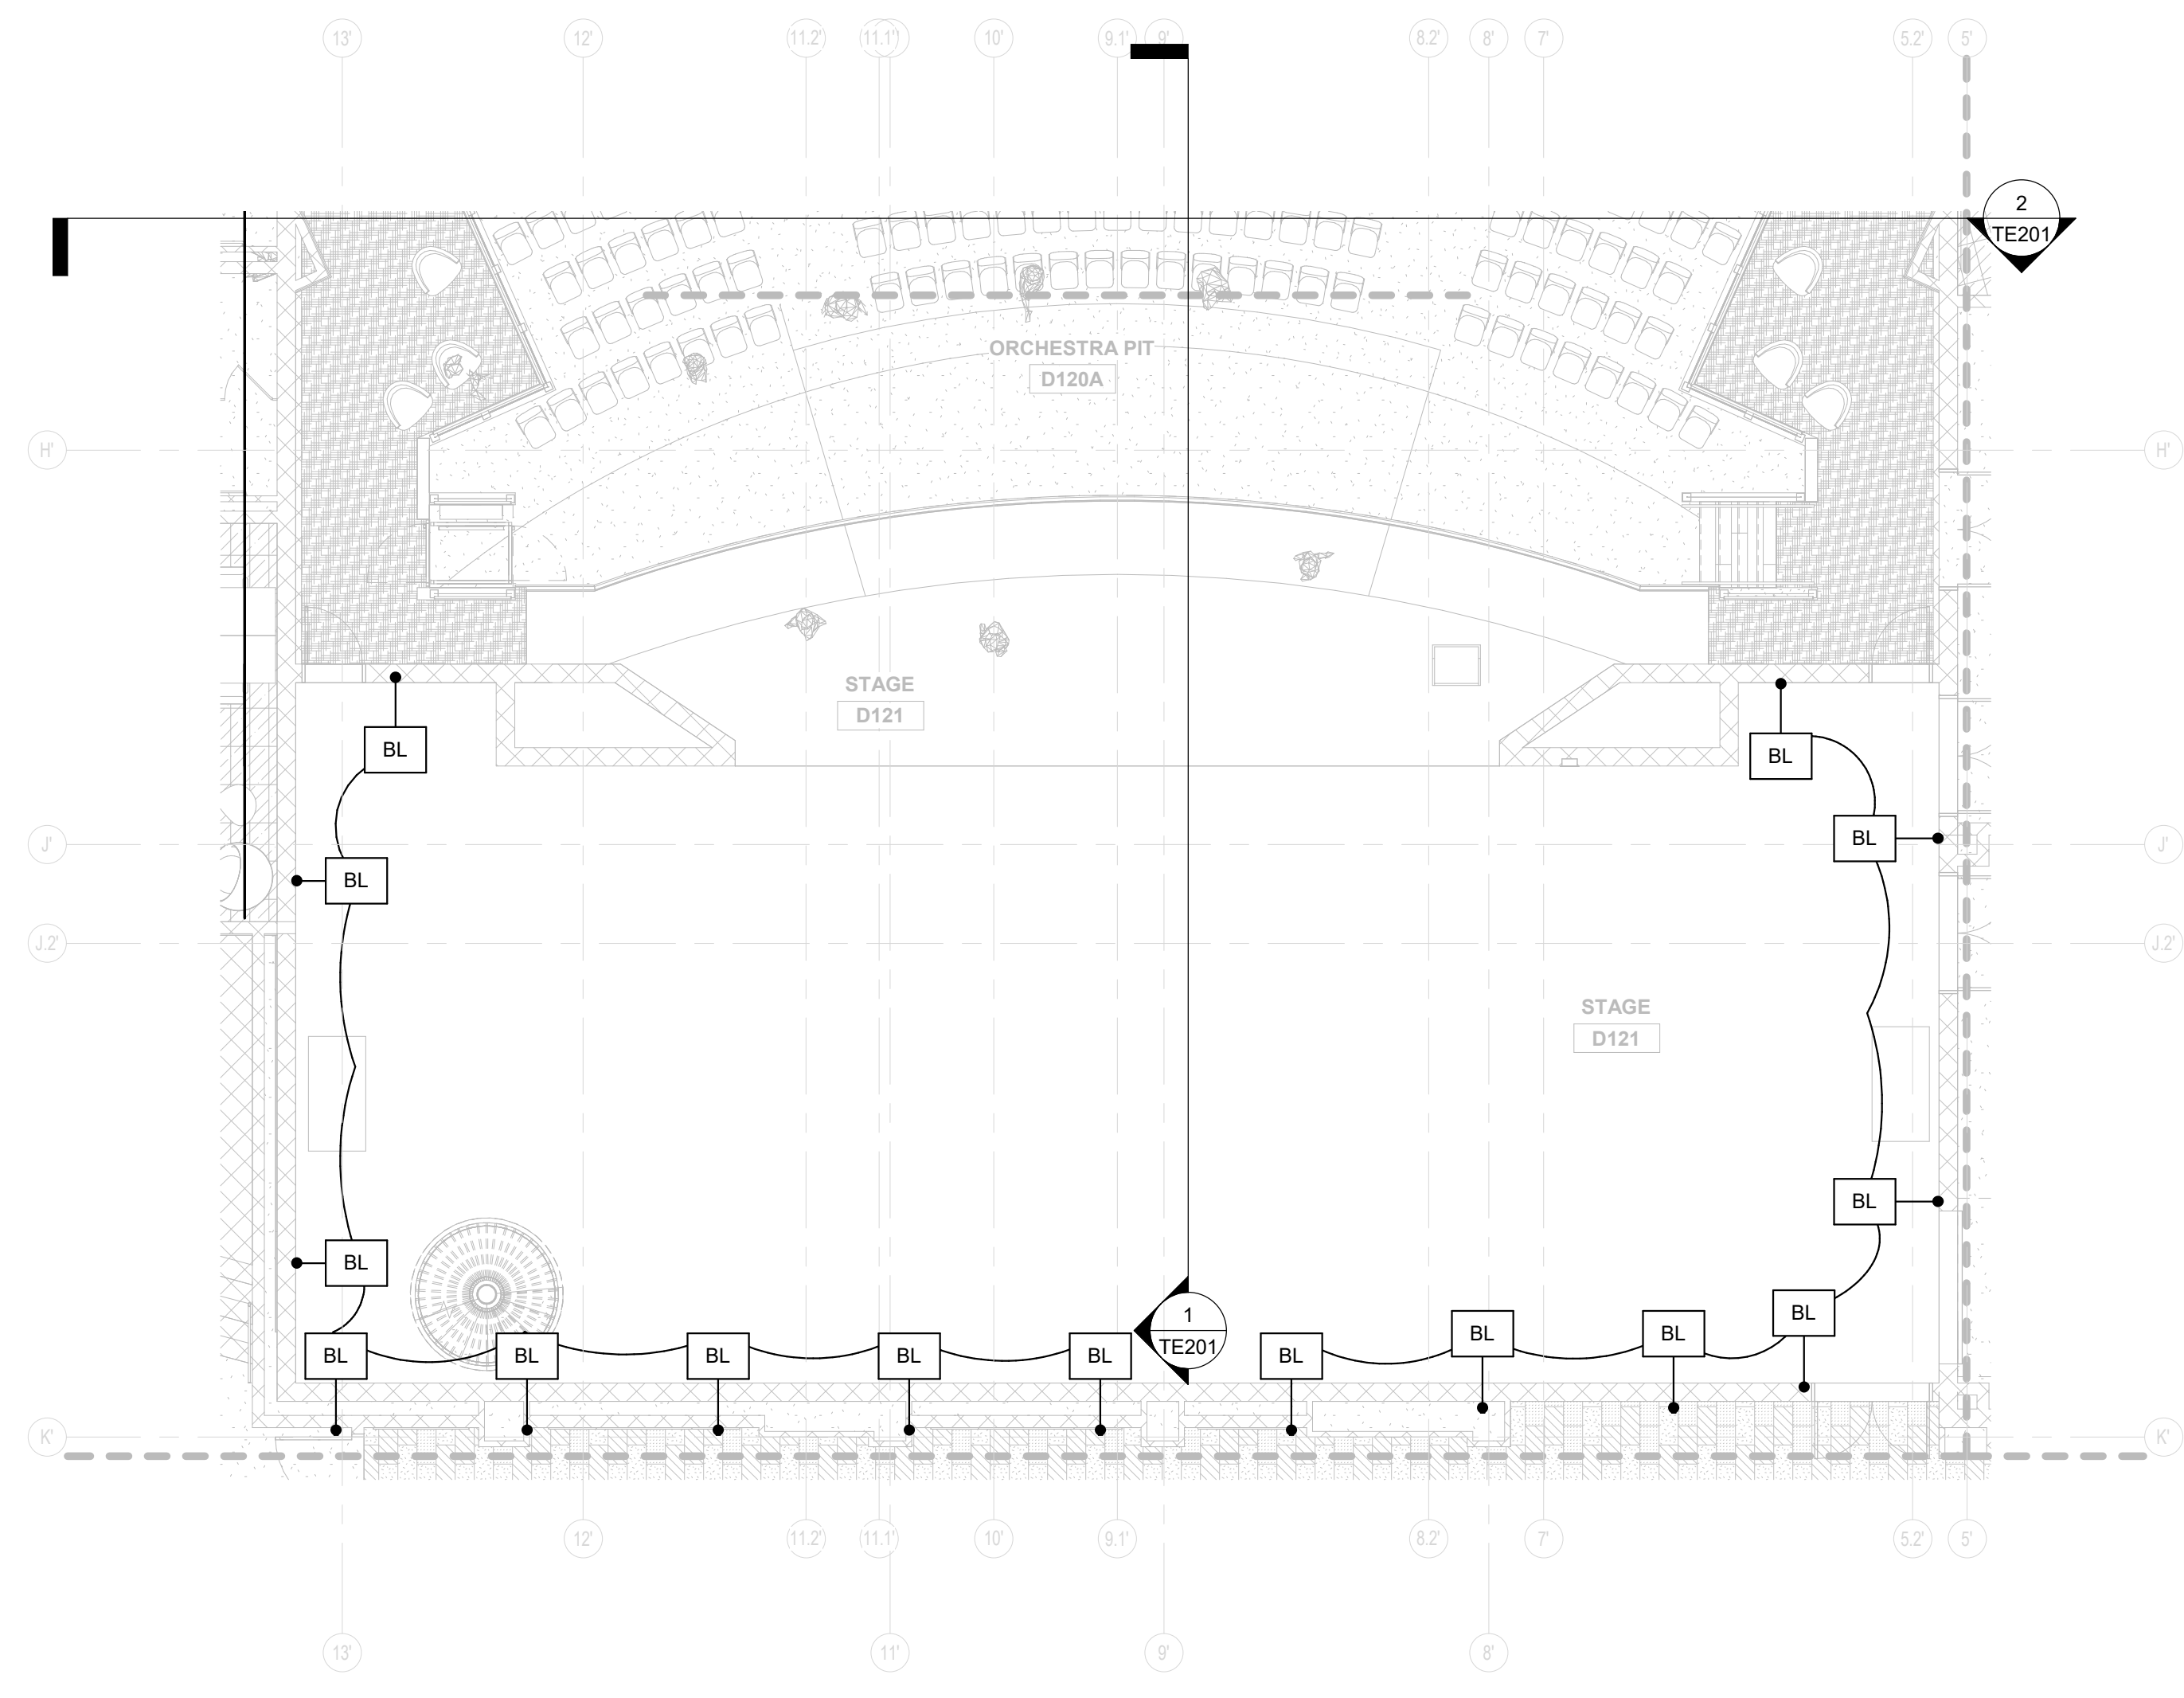 13' 12' 11.2' 11.1' 10' 9.1' 9' 8.2' 8' 7' 5.2' 5'
2
TE201
ORCHESTRA PIT
D120A
H' H'
STAGE
D121
BL BL
BL
J' J'
BL
J.2' J.2'
STAGE
D121
BL
BL
BL
1
BL
BL BL
TE201
BL BL BL BL BL BL
K' K'
12' 11.2' 11.1' 10' 9.1' 8.2' 7' 5.2' 5'
13' 11' 9' 8'